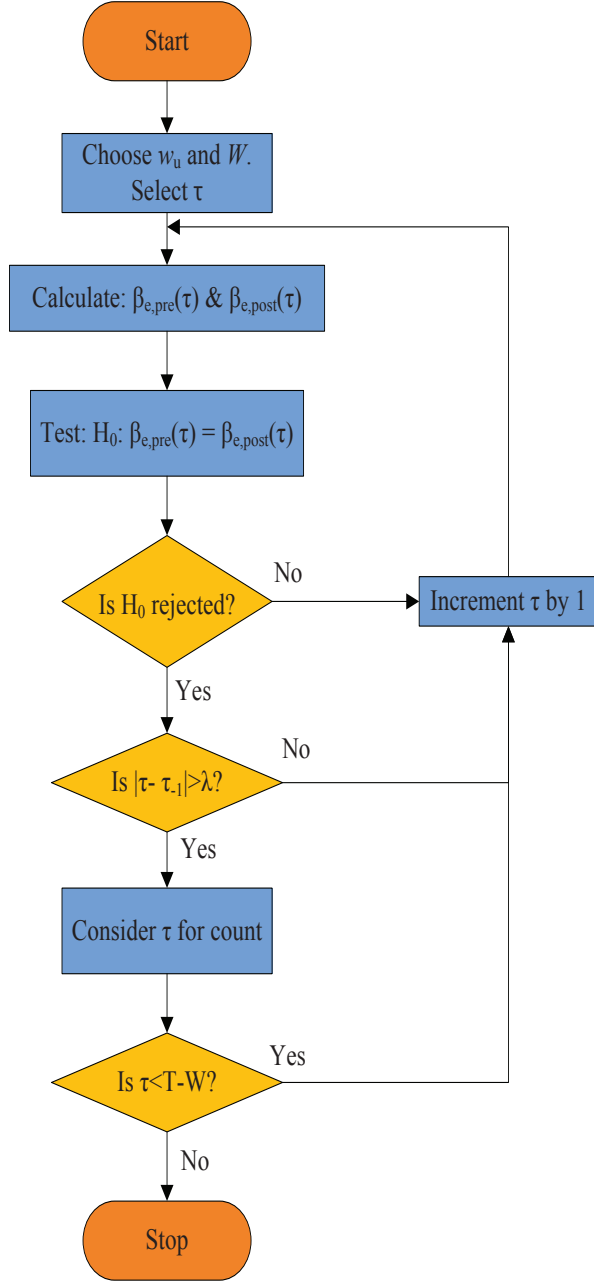 Start
Choose wᵤ and W.
Select τ
Calculate: βₑ,ₚᵣₑ(τ) & βₑ,ₚₒₛₜ(τ)
Test: H₀: βₑ,ₚᵣₑ(τ) = βₑ,ₚₒₛₜ(τ)
Is H₀ rejected?
No
Increment τ by 1
Yes
Is |τ- τ₋₁|>λ?
No
Yes
Consider τ for count
Is τ<T-W?
Yes
No
Stop